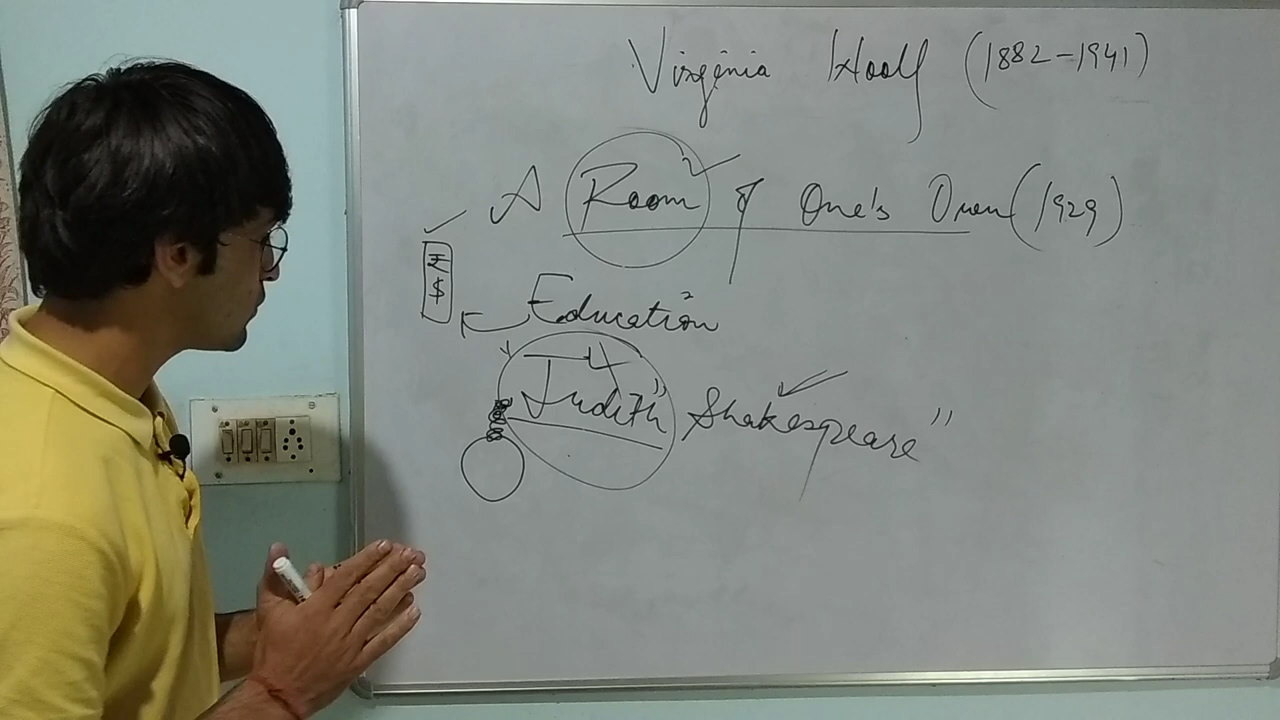 Virginia Woolf (1882-1941)
A Room of One's Own (1929)
₹
$
Education
"Judith Shakespeare"